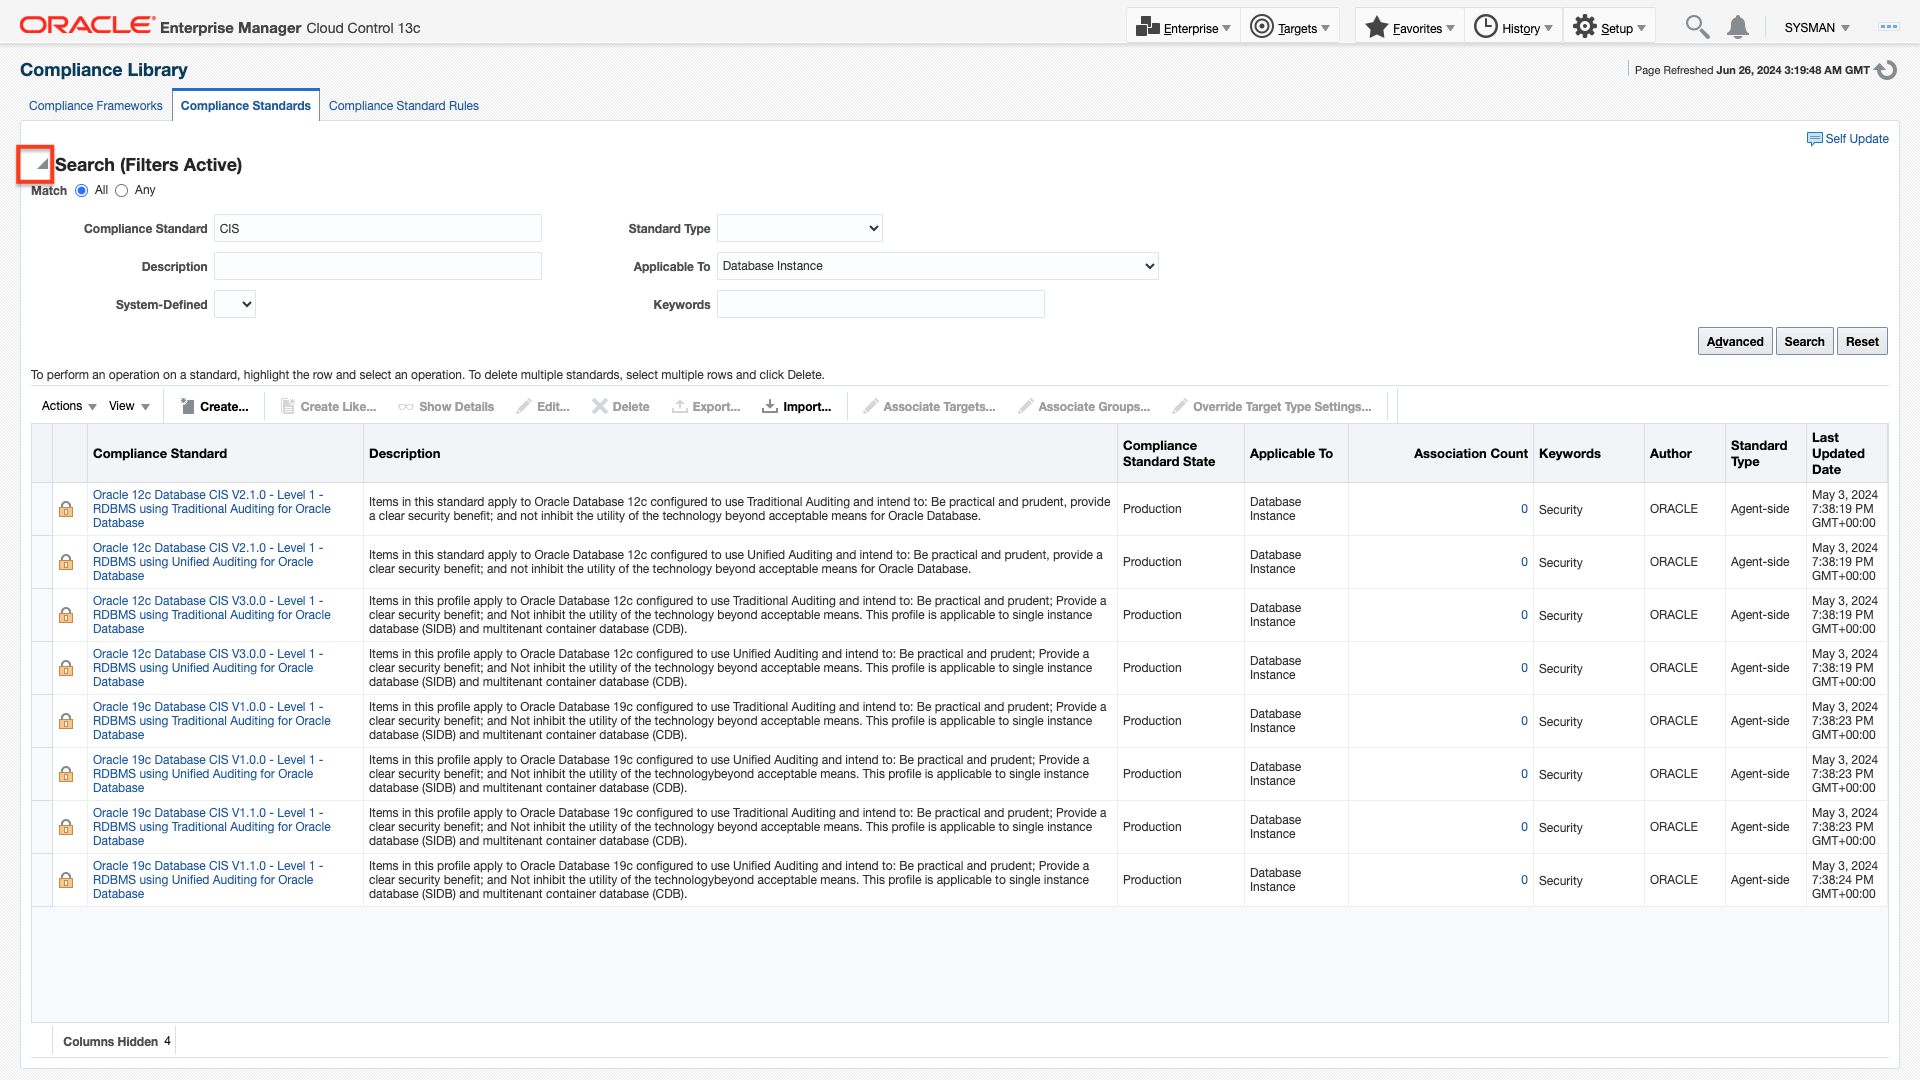 ORACLE Enterprise Manager Cloud Control 13c
Enterprise Targets Favorites History Setup SYSMAN
Compliance Library
Page Refreshed Jun 26, 2024 3:19:48 AM GMT
Compliance Frameworks Compliance Standards Compliance Standard Rules
Self Update
Search (Filters Active)
Match All Any
Compliance Standard CIS Standard Type
Description Applicable To Database Instance
System-Defined Keywords
Advanced Search Reset
To perform an operation on a standard, highlight the row and select an operation. To delete multiple standards, select multiple rows and click Delete.
Actions View Create... Create Like... Show Details Edit... Delete Export... Import... Associate Targets... Associate Groups... Override Target Type Settings...
Compliance Standard Description Compliance Standard State Applicable To Association Count Keywords Author Standard Type Last Updated Date
Oracle 12c Database CIS V2.1.0 - Level 1 - RDBMS using Traditional Auditing for Oracle Database Items in this standard apply to Oracle Database 12c configured to use Traditional Auditing and intend to: Be practical and prudent, provide a clear security benefit; and not inhibit the utility of the technology beyond acceptable means for Oracle Database. Production Database Instance 0 Security ORACLE Agent-side May 3, 2024 7:38:19 PM GMT+00:00
Oracle 12c Database CIS V2.1.0 - Level 1 - RDBMS using Unified Auditing for Oracle Database Items in this standard apply to Oracle Database 12c configured to use Unified Auditing and intend to: Be practical and prudent, provide a clear security benefit; and not inhibit the utility of the technology beyond acceptable means for Oracle Database. Production Database Instance 0 Security ORACLE Agent-side May 3, 2024 7:38:19 PM GMT+00:00
Oracle 12c Database CIS V3.0.0 - Level 1 - RDBMS using Traditional Auditing for Oracle Database Items in this profile apply to Oracle Database 12c configured to use Traditional Auditing and intend to: Be practical and prudent; Provide a clear security benefit; and Not inhibit the utility of the technology beyond acceptable means. This profile is applicable to single instance database (SIDB) and multitenant container database (CDB). Production Database Instance 0 Security ORACLE Agent-side May 3, 2024 7:38:19 PM GMT+00:00
Oracle 12c Database CIS V3.0.0 - Level 1 - RDBMS using Unified Auditing for Oracle Database Items in this profile apply to Oracle Database 12c configured to use Unified Auditing and intend to: Be practical and prudent; Provide a clear security benefit; and Not inhibit the utility of the technology beyond acceptable means. This profile is applicable to single instance database (SIDB) and multitenant container database (CDB). Production Database Instance 0 Security ORACLE Agent-side May 3, 2024 7:38:19 PM GMT+00:00
Oracle 19c Database CIS V1.0.0 - Level 1 - RDBMS using Traditional Auditing for Oracle Database Items in this profile apply to Oracle Database 19c configured to use Traditional Auditing and intend to: Be practical and prudent; Provide a clear security benefit; and Not inhibit the utility of the technology beyond acceptable means. This profile is applicable to single instance database (SIDB) and multitenant container database (CDB). Production Database Instance 0 Security ORACLE Agent-side May 3, 2024 7:38:23 PM GMT+00:00
Oracle 19c Database CIS V1.0.0 - Level 1 - RDBMS using Unified Auditing for Oracle Database Items in this profile apply to Oracle Database 19c configured to use Unified Auditing and intend to: Be practical and prudent; Provide a clear security benefit; and Not inhibit the utility of the technologybeyond acceptable means. This profile is applicable to single instance database (SIDB) and multitenant container database (CDB). Production Database Instance 0 Security ORACLE Agent-side May 3, 2024 7:38:23 PM GMT+00:00
Oracle 19c Database CIS V1.1.0 - Level 1 - RDBMS using Traditional Auditing for Oracle Database Items in this profile apply to Oracle Database 19c configured to use Traditional Auditing and intend to: Be practical and prudent; Provide a clear security benefit; and Not inhibit the utility of the technology beyond acceptable means. This profile is applicable to single instance database (SIDB) and multitenant container database (CDB). Production Database Instance 0 Security ORACLE Agent-side May 3, 2024 7:38:23 PM GMT+00:00
Oracle 19c Database CIS V1.1.0 - Level 1 - RDBMS using Unified Auditing for Oracle Database Items in this profile apply to Oracle Database 19c configured to use Unified Auditing and intend to: Be practical and prudent; Provide a clear security benefit; and Not inhibit the utility of the technologybeyond acceptable means. This profile is applicable to single instance database (SIDB) and multitenant container database (CDB). Production Database Instance 0 Security ORACLE Agent-side May 3, 2024 7:38:24 PM GMT+00:00
Columns Hidden 4